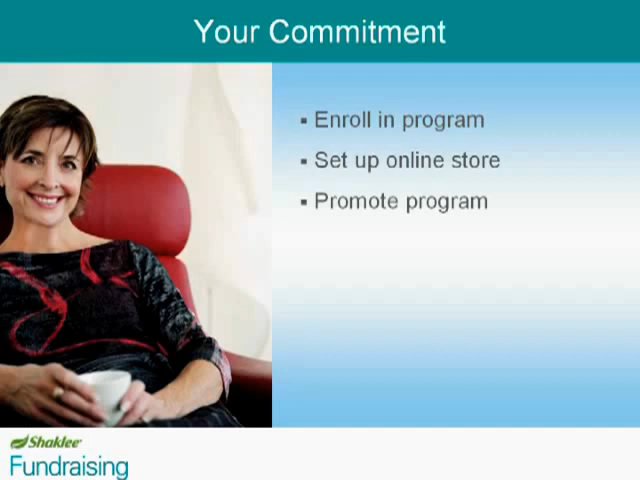 Your Commitment
▪ Enroll in program
▪ Set up online store
▪ Promote program
Shaklee
Fundraising